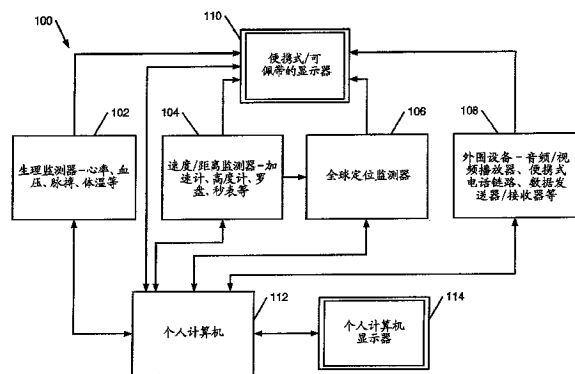 100
110
便携式/可
佩带的显示器
102
生理监测器-心率、血
压、脉搏、体温等
104
速度/距离监测器-加
速计、高度计、罗
盘、秒表等
106
全球定位监测器
108
外围设备-音频/视
频播放器、便携式
电话链路、数据发
送器/接收器等
个人计算机
112
个人计算机
显示器
114